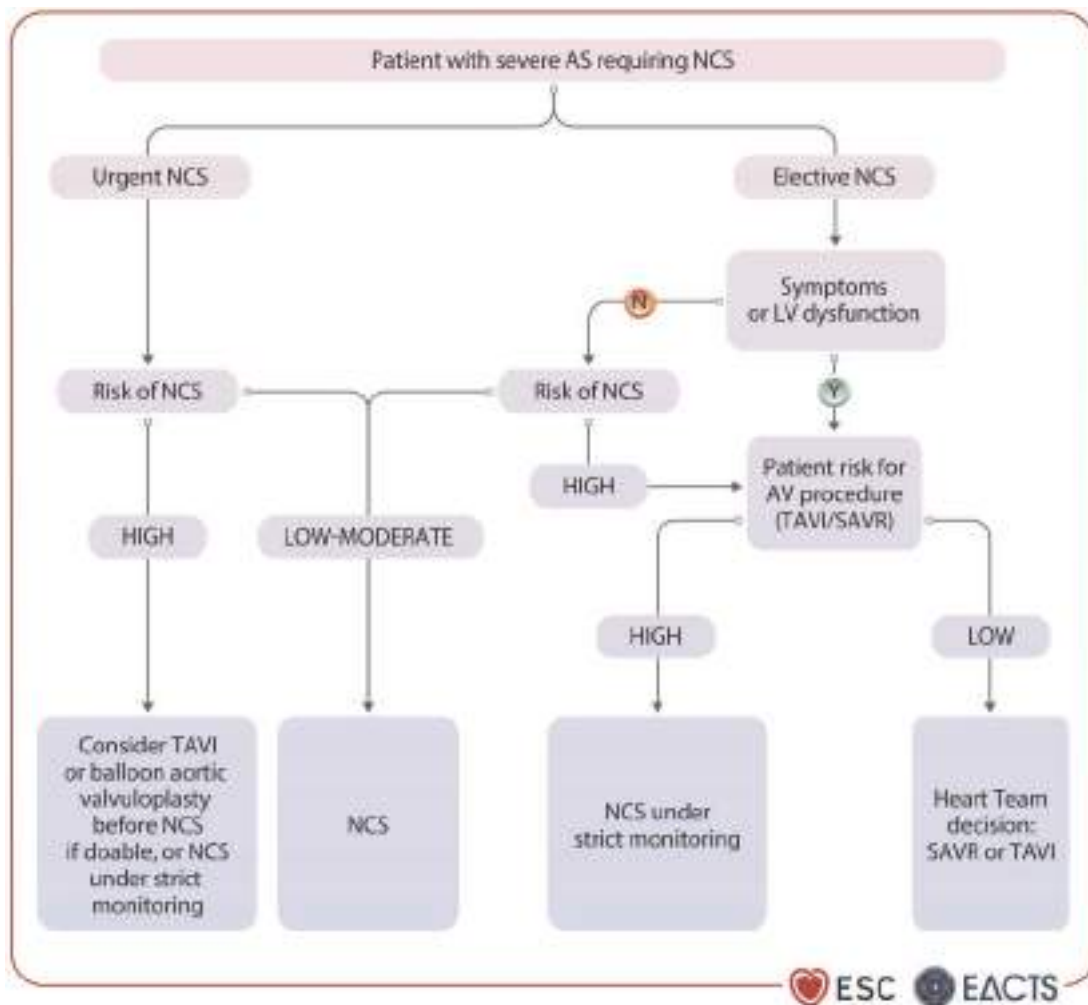 Patient with severe AS requiring NCS
Urgent NCS
Elective NCS
Symptoms
or LV dysfunction
N
Y
Risk of NCS
Risk of NCS
Patient risk for
AV procedure
(TAVI/SAVR)
HIGH
HIGH
LOW-MODERATE
HIGH
LOW
Consider TAVI
or balloon aortic
valvuloplasty
before NCS
if doable, or NCS
under strict
monitoring
NCS
NCS under
strict monitoring
Heart Team
decision:
SAVR or TAVI
ESC EACTS